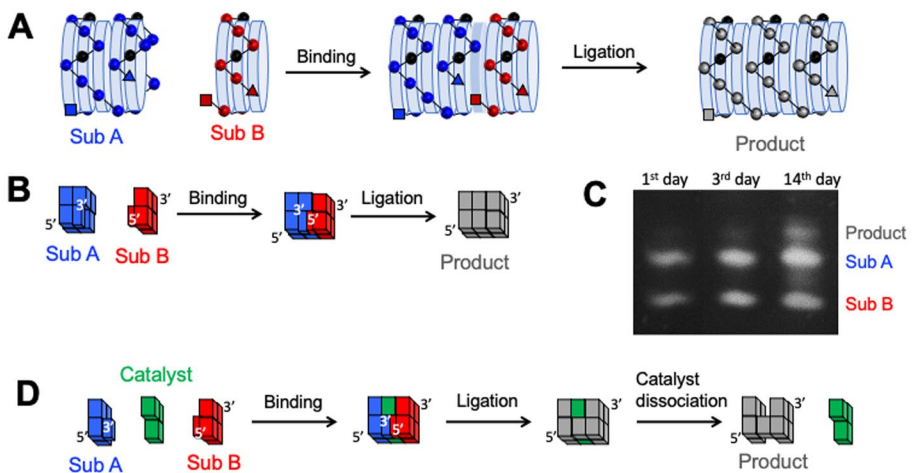 A
Binding
Ligation
Sub A
Sub B
Product
B
3’
5’
5’
3’
Binding
3’
5’
5’
3’
Ligation
5’
3’
Sub A
Sub B
Product
C
1st day
3rd day
14th day
Product
Sub A
Sub B
D
Catalyst
3’
5’
5’
3’
Binding
3’
5’
5’
3’
Ligation
5’
3’
Catalyst
dissociation
5’
3’
Sub A
Sub B
Product